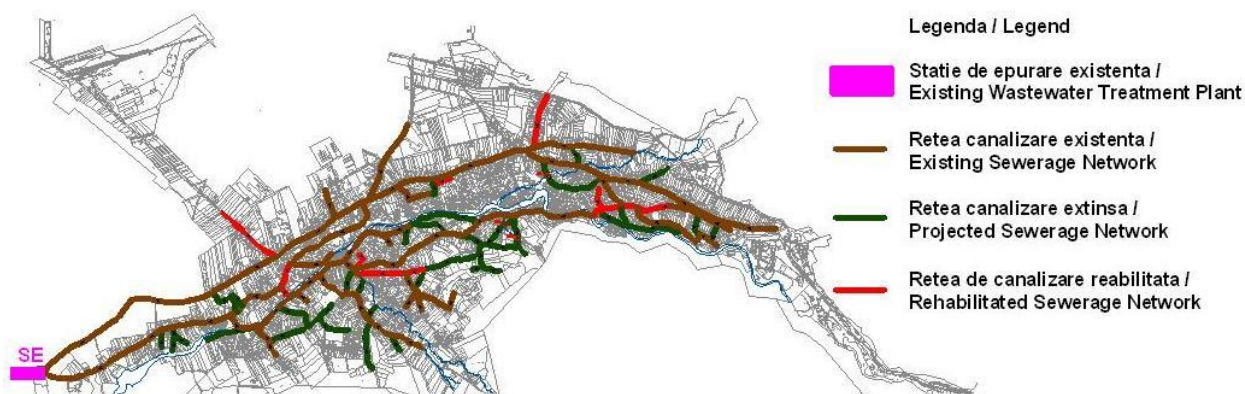 Legenda / Legend
Statie de epurare existenta /
Existing Wastewater Treatment Plant
Retea canalizare existenta /
Existing Sewerage Network
Retea canalizare extinsa /
Projected Sewerage Network
Retea de canalizare reabilitata /
Rehabilitated Sewerage Network
SE